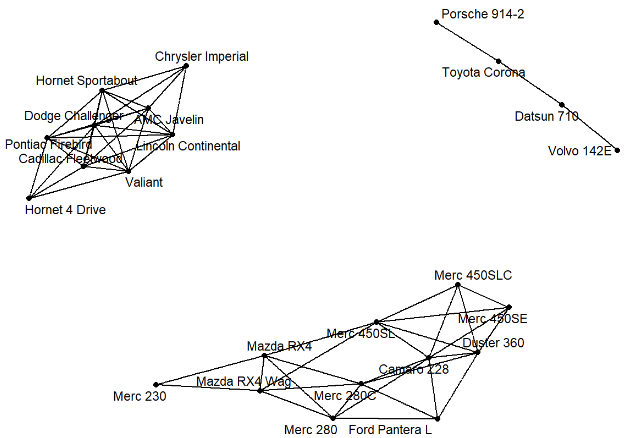 Porsche 914-2
Chrysler Imperial
Toyota Corona
Hornet Sportabout
Dodge Challenger
AMC Javelin
Datsun 710
Pontiac Firebird
Lincoln Continental
Volvo 142E
Cadillac Fleetwood
Valiant
Hornet 4 Drive
Merc 450SLC
Merc 450SE
Merc 450SL
Duster 360
Mazda RX4
Camaro Z28
Mazda RX4 Wag
Merc 230
Merc 280C
Merc 280
Ford Pantera L